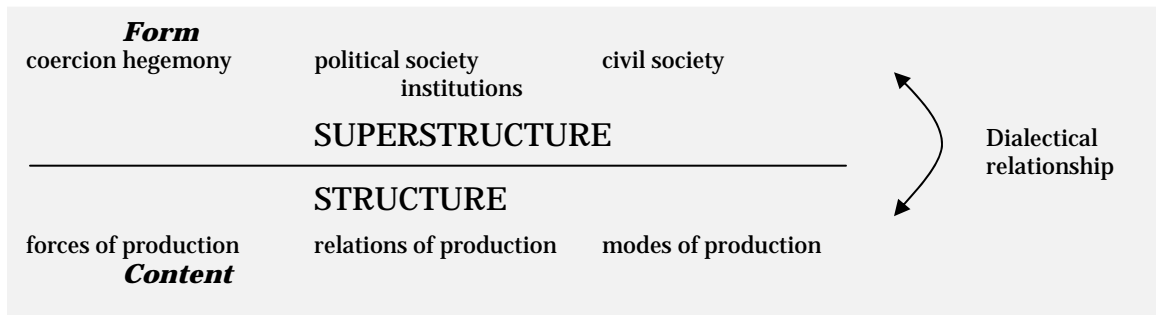 Form
coercion hegemony political society civil society
institutions
SUPERSTRUCTURE
Dialectical
relationship
STRUCTURE
forces of production relations of production modes of production
Content